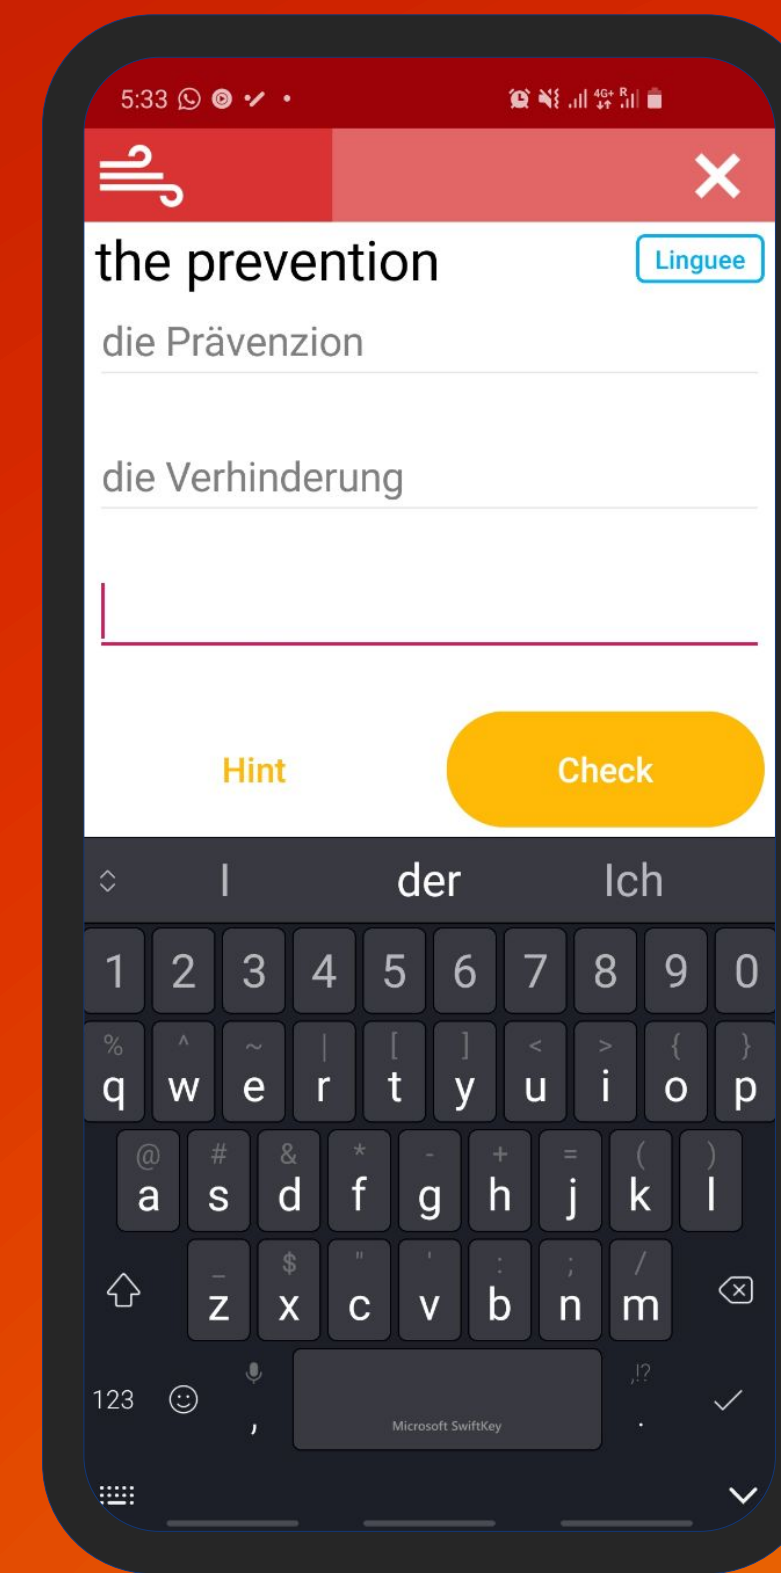 5:33
4G+ R
the prevention
Linguee
die Prävenzion
die Verhinderung
Hint
Check
I der Ich
1 2 3 4 5 6 7 8 9 0
% ^ ~ | [ ] < > { }
q w e r t y u i o p
@ # & * - + = ( )
a s d f g h j k l
_ $ " ' : ; /
z x c v b n m
123 , Microsoft SwiftKey ,!? .